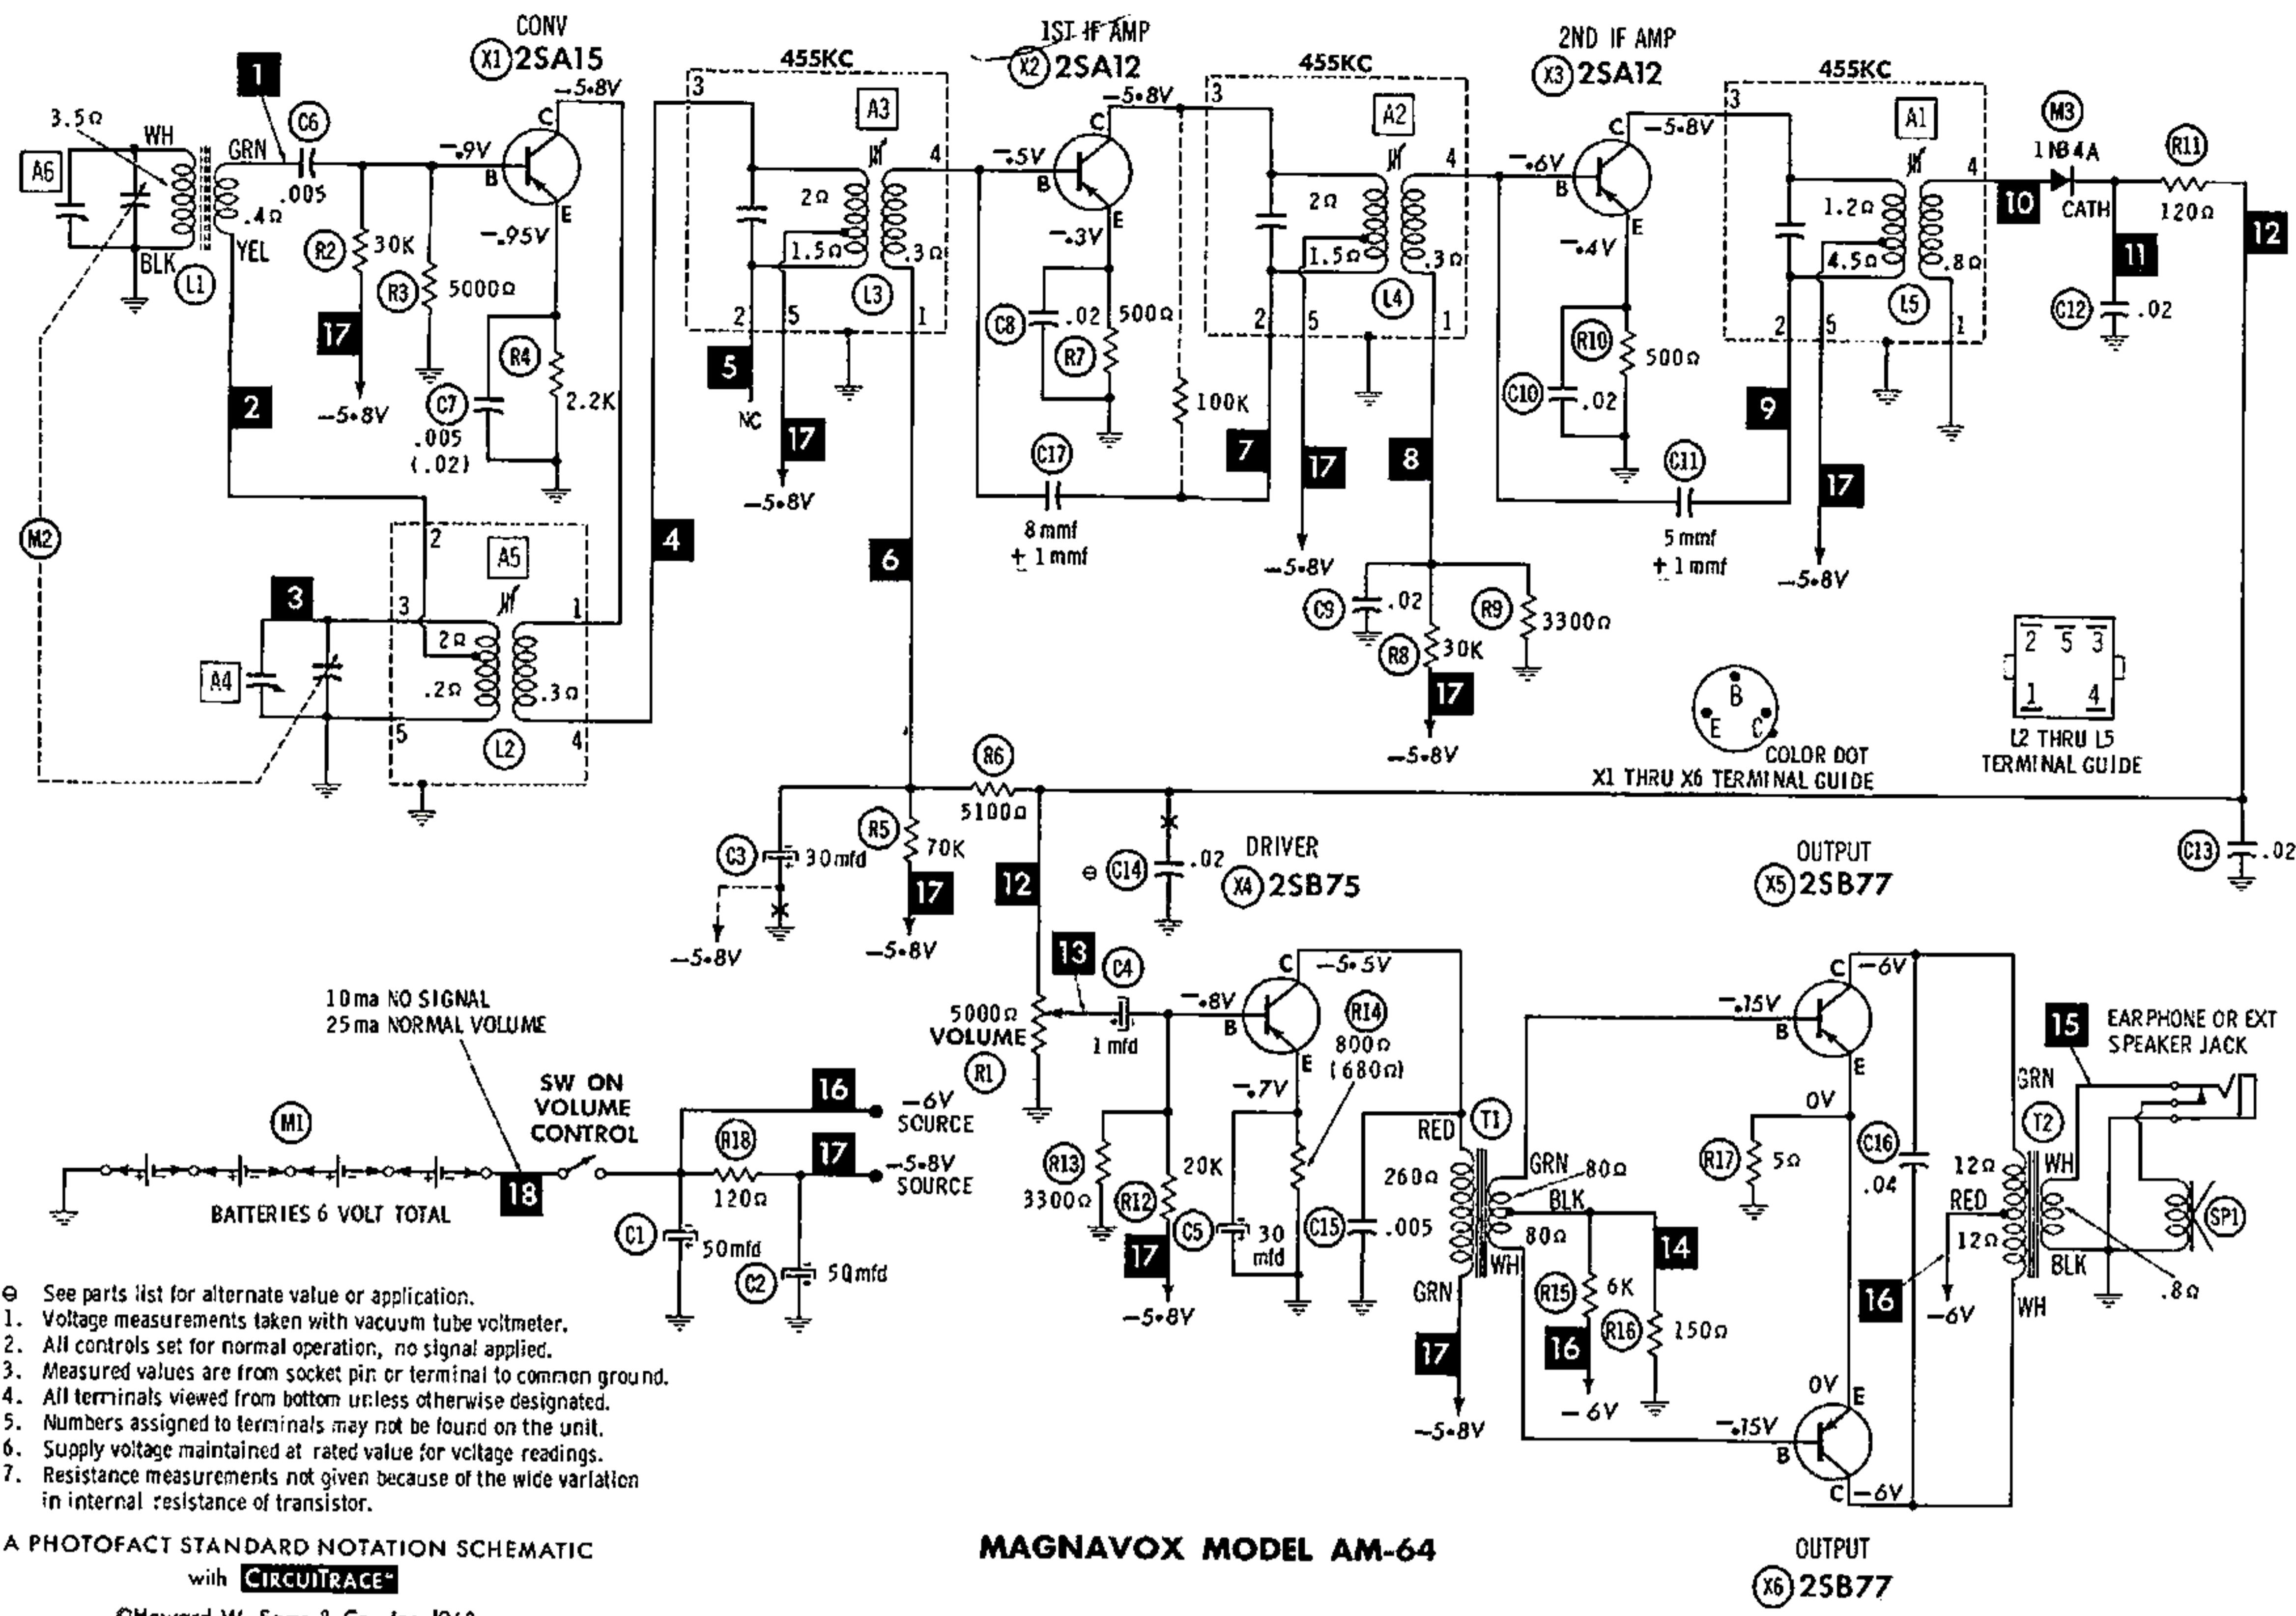 CONV
X1 2SA15
1ST IF AMP
X2 2SA12
2ND IF AMP
X3 2SA12
455KC
455KC
455KC
1
3.5Ω
WH
GRN
C6
.005
A6
.4Ω
BLK
YEL
L1
R2
30K
17
-5.8V
R3
5000Ω
-.9V
B
C
-5.8V
E
-.95V
R4
2.2K
C7
.005
(.02)
2
M2
3
A4
2
A5
3
1
2Ω
.2Ω
.3Ω
5
L2
4
4
3
A3
4
2Ω
1.5Ω
.3Ω
L3
2
5
1
5
NC
17
-5.8V
6
-.5V
B
C
-5.8V
E
-.3V
C8
.02
500Ω
R7
100K
C17
8 mmf
± 1 mmf
3
A2
4
2Ω
1.5Ω
.3Ω
L4
2
5
1
7
17
-5.8V
8
C9
.02
R9
3300Ω
R8
30K
17
-5.8V
-.6V
B
C
-5.8V
E
-.4V
R10
500Ω
C10
.02
C11
5 mmf
± 1 mmf
3
A1
4
1.2Ω
4.5Ω
.8Ω
L5
2
5
1
9
17
-5.8V
M3
1N34A
CATH
10
R11
120Ω
11
12
C12
.02
B
E
C
COLOR DOT
X1 THRU X6 TERMINAL GUIDE
2 5 3
1 4
L2 THRU L5
TERMINAL GUIDE
R6
5100Ω
C3
30mfd
-5.8V
R5
70K
17
-5.8V
12
C14
.02
⊖
C13
.02
DRIVER
X4 2SB75
OUTPUT
X5 2SB77
13
C4
1 mfd
5000Ω
VOLUME
R1
-.8V
B
C
-5.5V
E
-.7V
R14
800Ω
(680Ω)
R13
3300Ω
R12
20K
17
-5.8V
C5
30
mfd
C15
.005
RED
T1
260Ω
GRN
17
-5.8V
GRN
80Ω
BLK
80Ω
WH
14
R15
6K
16
-6V
R16
150Ω
-.15V
B
C
-6V
E
0V
R17
5Ω
C16
.04
0V
E
-.15V
B
C
-6V
GRN
T2
12Ω
RED
12Ω
WH
WH
BLK
.8Ω
16
-6V
15
EARPHONE OR EXT
SPEAKER JACK
SP1
OUTPUT
X6 2SB77
10ma NO SIGNAL
25ma NORMAL VOLUME
SW ON
VOLUME
CONTROL
M1
BATTERIES 6 VOLT TOTAL
18
16
-6V
SOURCE
R18
120Ω
17
-5.8V
SOURCE
C1
50mfd
C2
50mfd
⊖ See parts list for alternate value or application.
1. Voltage measurements taken with vacuum tube voltmeter.
2. All controls set for normal operation, no signal applied.
3. Measured values are from socket pin or terminal to common ground.
4. All terminals viewed from bottom unless otherwise designated.
5. Numbers assigned to terminals may not be found on the unit.
6. Supply voltage maintained at rated value for voltage readings.
7. Resistance measurements not given because of the wide variation
in internal resistance of transistor.
A PHOTOFACT STANDARD NOTATION SCHEMATIC
with CIRCUITRACE
MAGNAVOX MODEL AM-64